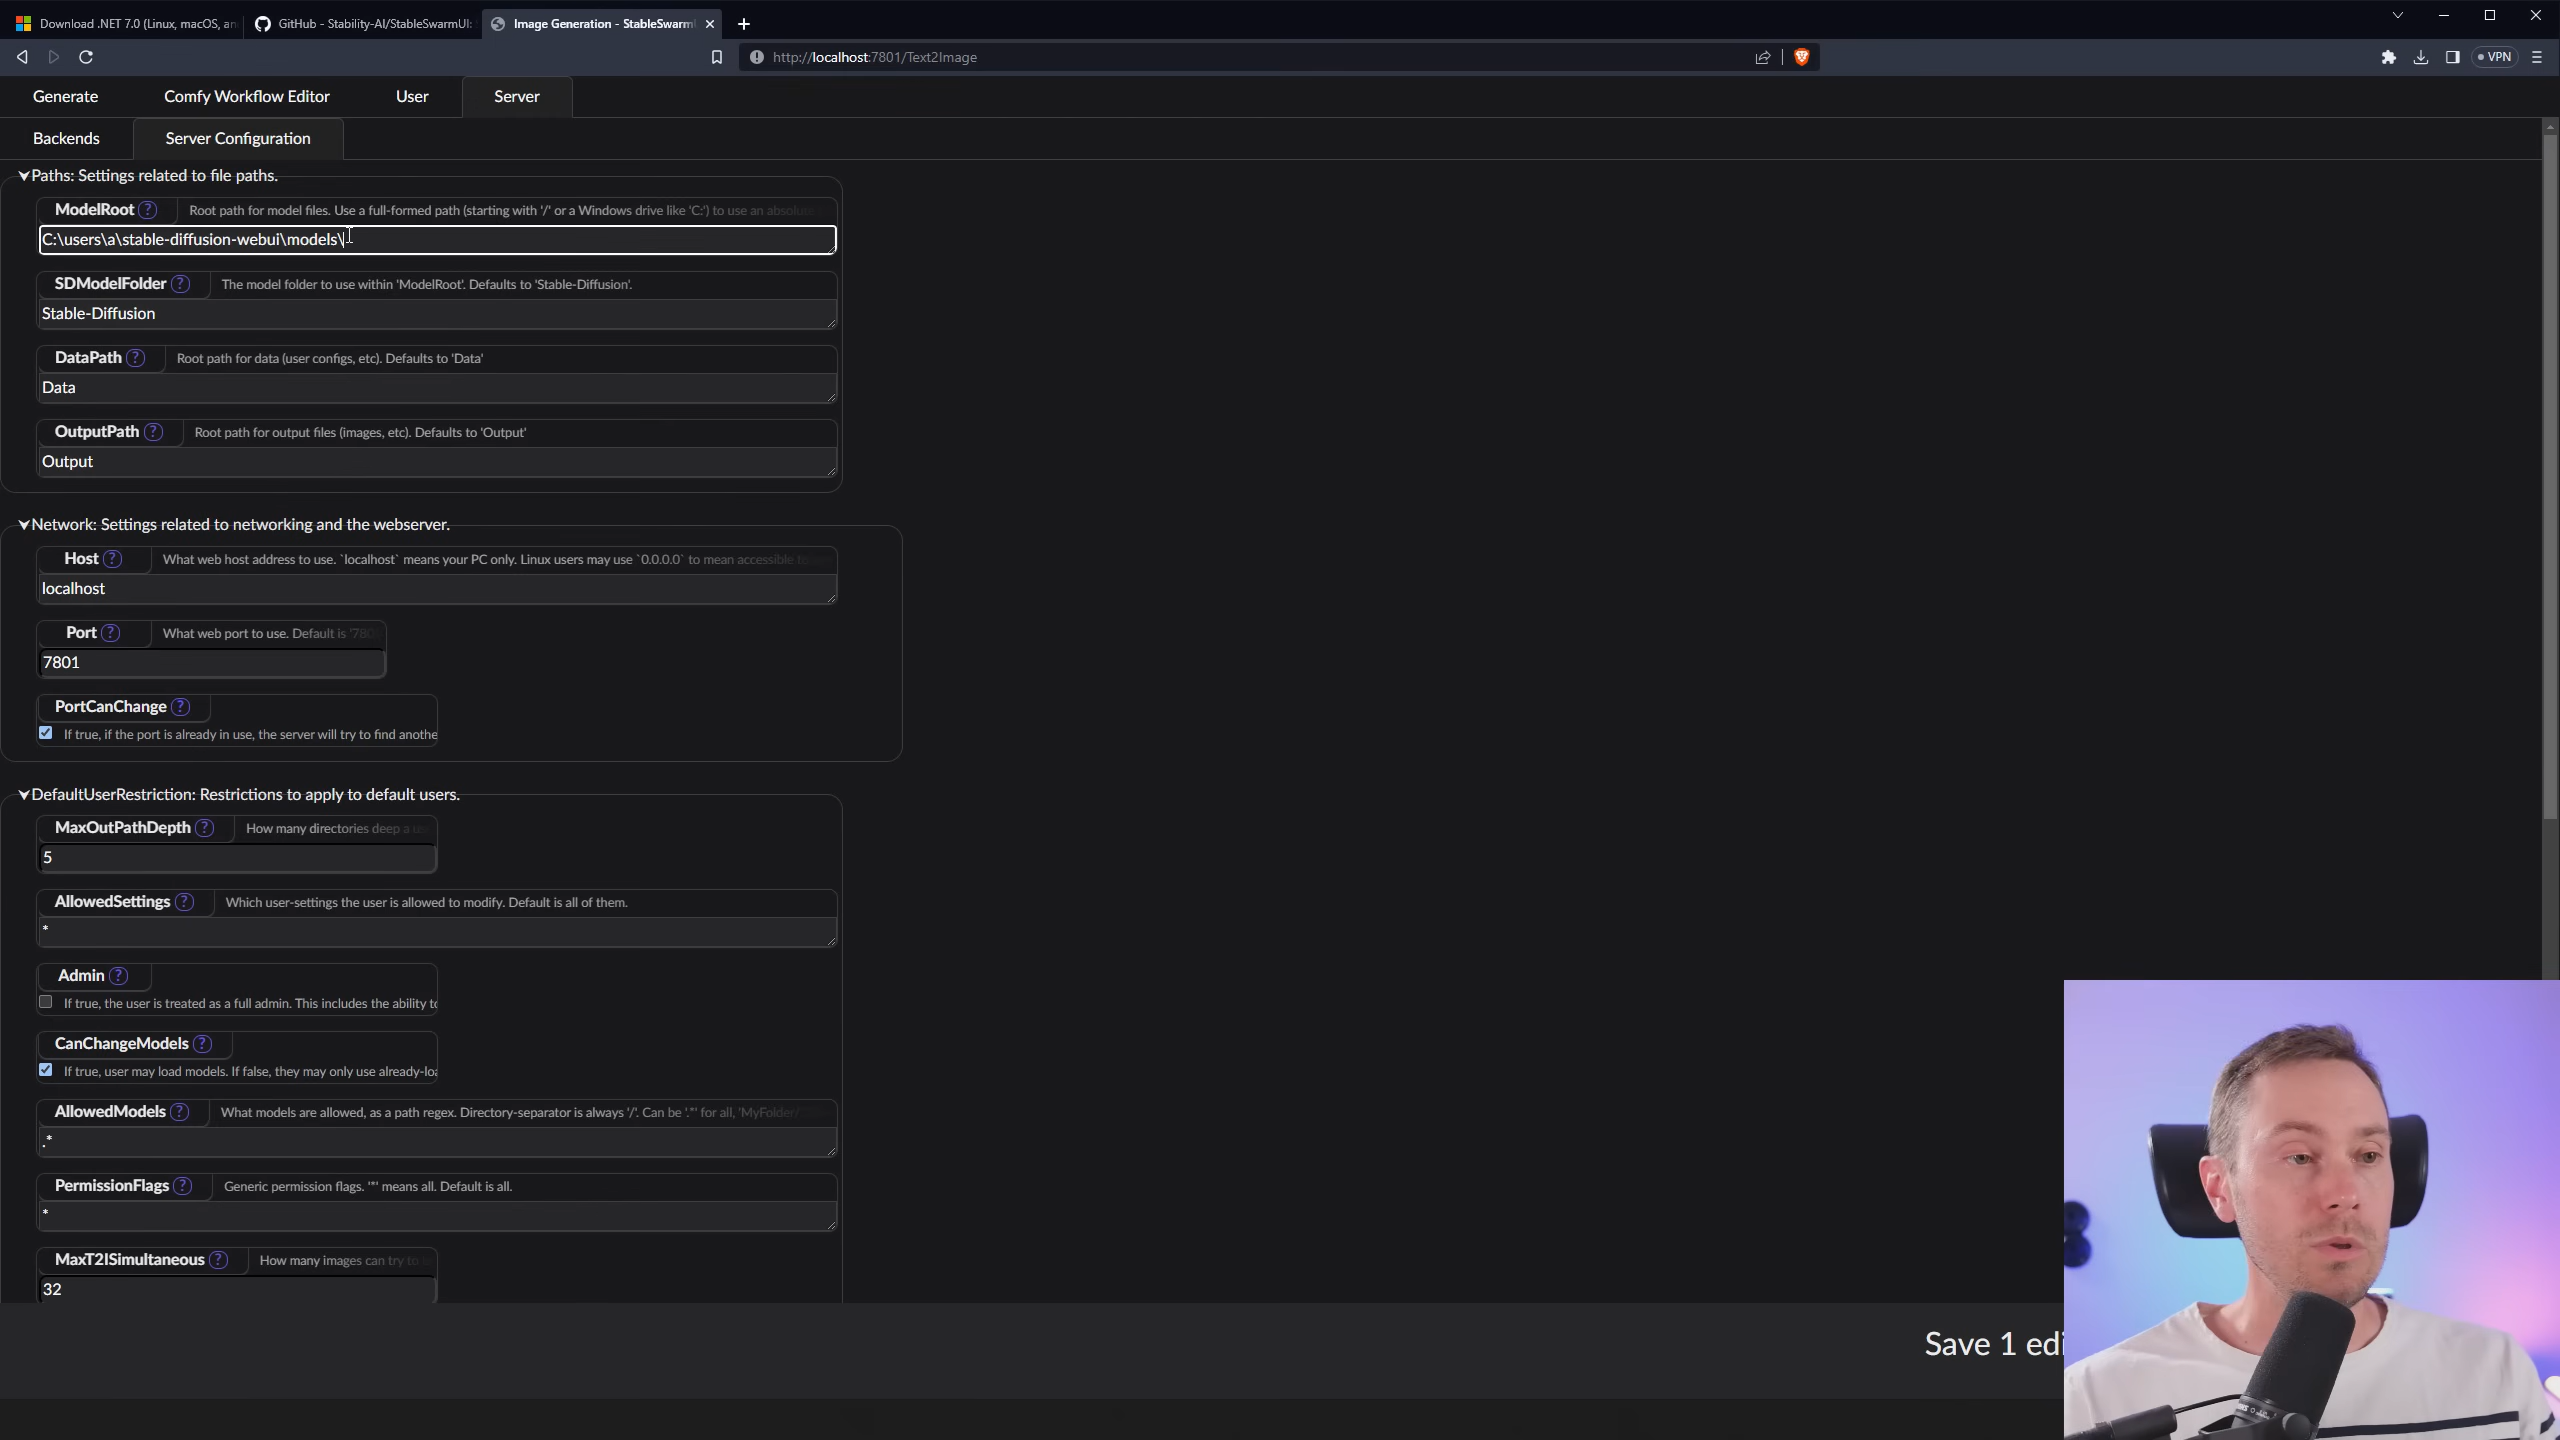 Download .NET 7.0 (Linux, macOS, an
GitHub - Stability-AI/StableSwarmUI:
Image Generation - StableSwarm
http://localhost:7801/Text2Image
VPN
Generate
Comfy Workflow Editor
User
Server
Backends
Server Configuration
Paths: Settings related to file paths.
ModelRoot ? Root path for model files. Use a full-formed path (starting with '/' or a Windows drive like 'C:') to use an absolute
C:\users\a\stable-diffusion-webui\models\
SDModelFolder ? The model folder to use within 'ModelRoot'. Defaults to 'Stable-Diffusion'.
Stable-Diffusion
DataPath ? Root path for data (user configs, etc). Defaults to 'Data'
Data
OutputPath ? Root path for output files (images, etc). Defaults to 'Output'
Output
Network: Settings related to networking and the webserver.
Host ? What web host address to use. `localhost` means your PC only. Linux users may use `0.0.0.0` to mean accessible to
localhost
Port ? What web port to use. Default is '780
7801
PortCanChange ?
If true, if the port is already in use, the server will try to find anothe
DefaultUserRestriction: Restrictions to apply to default users.
MaxOutPathDepth ? How many directories deep a us
5
AllowedSettings ? Which user-settings the user is allowed to modify. Default is all of them.
*
Admin ?
If true, the user is treated as a full admin. This includes the ability to
CanChangeModels ?
If true, user may load models. If false, they may only use already-loa
AllowedModels ? What models are allowed, as a path regex. Directory-separator is always '/'. Can be '.*' for all, 'MyFolder/
.*
PermissionFlags ? Generic permission flags. '*' means all. Default is all.
*
MaxT2ISimultaneous ? How many images can try to
32
Save 1 edi